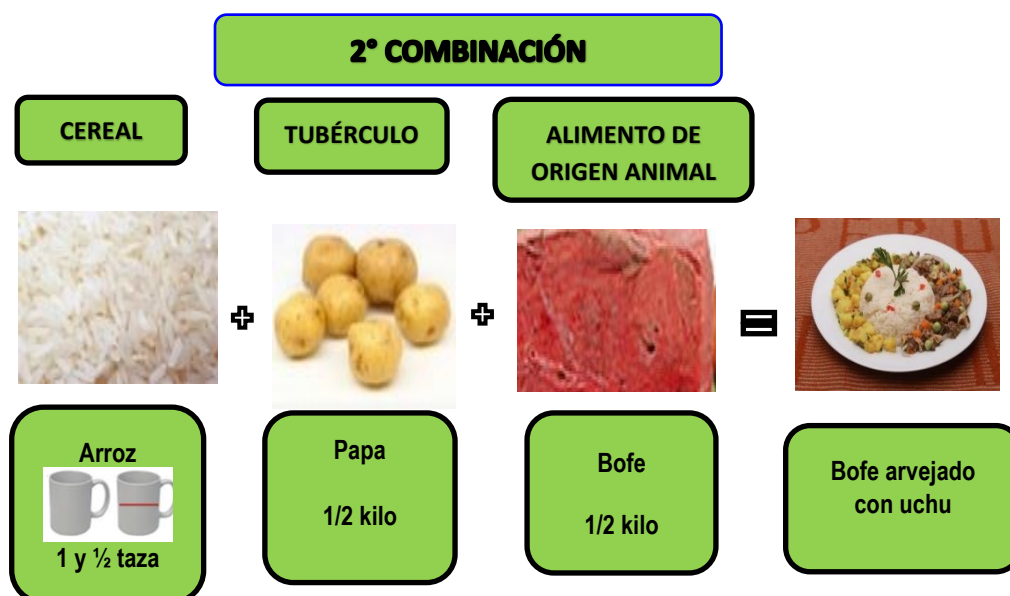 2° COMBINACIÓN
CEREAL
TUBÉRCULO
ALIMENTO DE
ORIGEN ANIMAL
Arroz
1 y ½ taza
Papa
1/2 kilo
Bofe
1/2 kilo
Bofe arvejado
con uchu